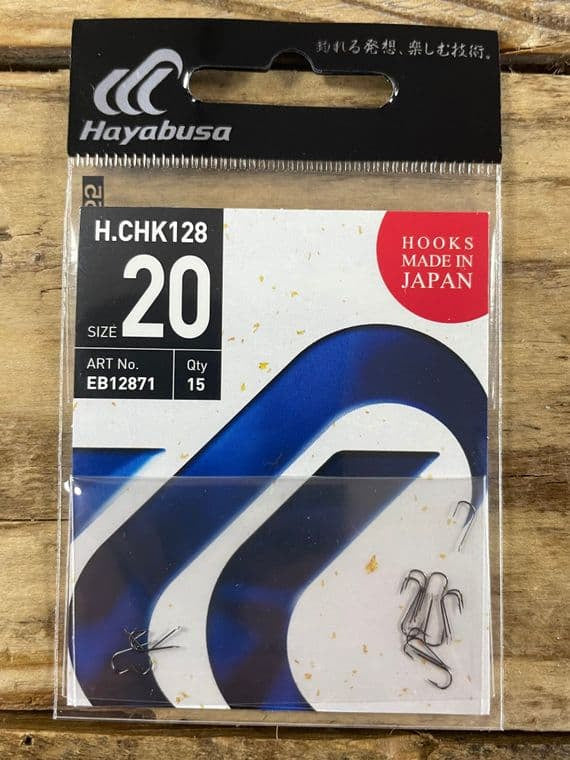 釣れる発想、楽しむ技術。
Hayabusa
H.CHK128
SIZE 20
ART No.
EB12871
Qty
15
HOOKS
MADE IN
JAPAN